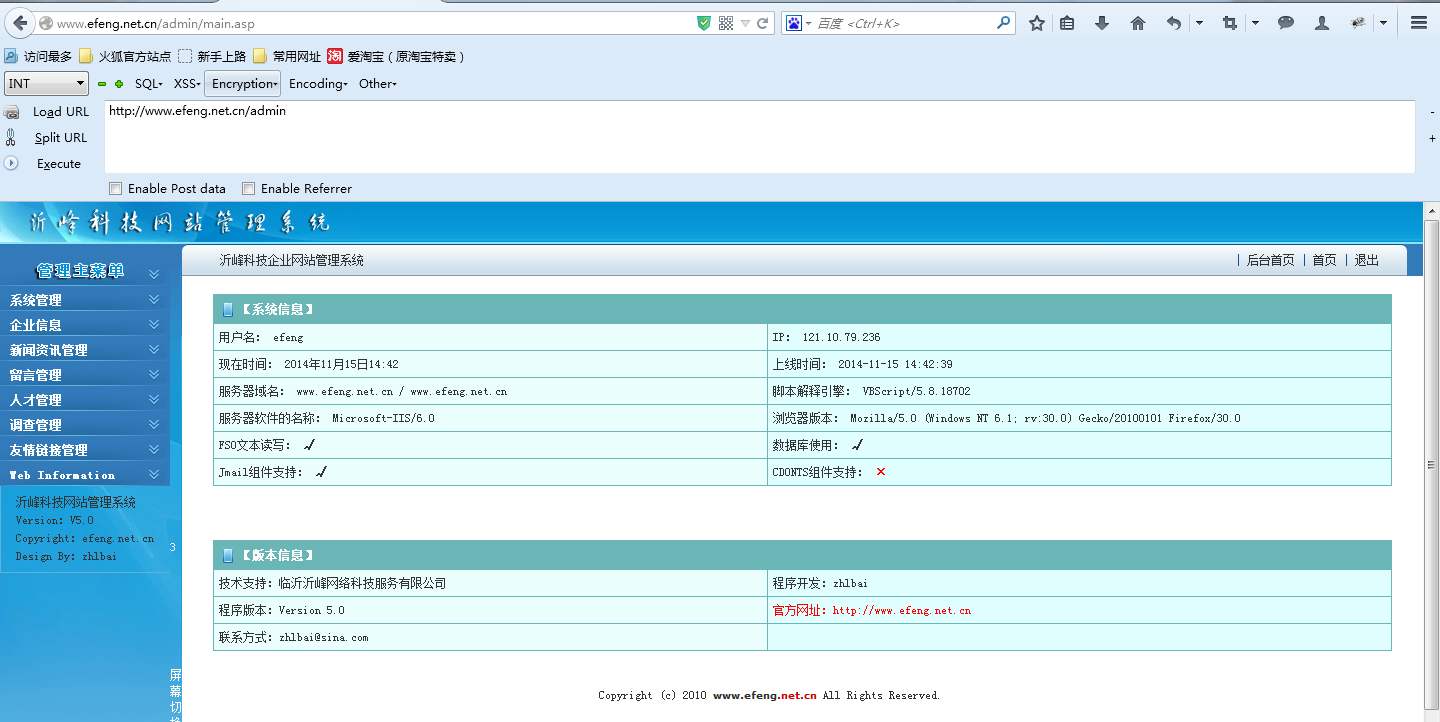 www.efeng.net.cn/admin/main.asp
百度 <Ctrl+K>
访问最多 火狐官方站点 新手上路 常用网址 淘 爱淘宝（原淘宝特卖）
INT SQL XSS Encryption Encoding Other
Load URL http://www.efeng.net.cn/admin
Split URL
Execute
Enable Post data Enable Referrer
沂峰科技网站管理系统
管理主菜单
系统管理
企业信息
新闻资讯管理
留言管理
人才管理
调查管理
友情链接管理
Web Information
沂峰科技网站管理系统
Version: V5.0
Copyright: efeng.net.cn
Design By: zhlbai
3
屏幕切换
沂峰科技企业网站管理系统 | 后台首页 | 首页 | 退出
【系统信息】
用户名： efeng IP： 121.10.79.236
现在时间： 2014年11月15日14:42 上线时间： 2014-11-15 14:42:39
服务器域名： www.efeng.net.cn / www.efeng.net.cn 脚本解释引擎： VBScript/5.8.18702
服务器软件的名称： Microsoft-IIS/6.0 浏览器版本： Mozilla/5.0 (Windows NT 6.1; rv:30.0) Gecko/20100101 Firefox/30.0
FSO文本读写： ✓ 数据库使用： ✓
Jmail组件支持： ✓ CDONTS组件支持： ×
【版本信息】
技术支持：临沂沂峰网络科技服务有限公司 程序开发：zhlbai
程序版本：Version 5.0 官方网址：http://www.efeng.net.cn
联系方式：zhlbai@sina.com
Copyright (c) 2010 www.efeng.net.cn All Rights Reserved.